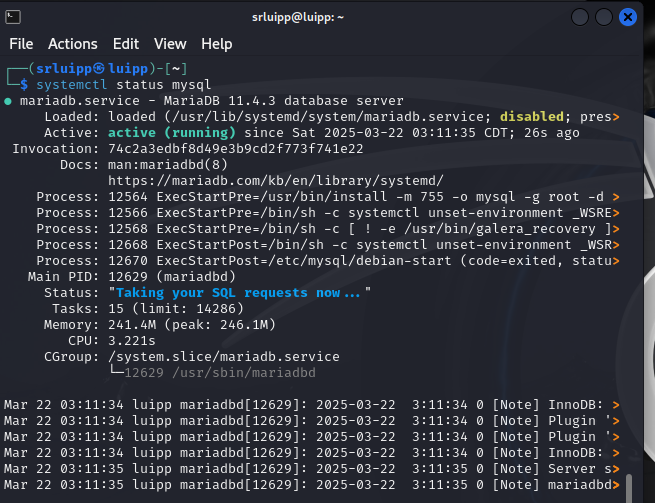 srluipp@luipp: ~
File Actions Edit View Help
┌──(srluipp㉿luipp)-[~]
└─$ systemctl status mysql
● mariadb.service - MariaDB 11.4.3 database server
     Loaded: loaded (/usr/lib/systemd/system/mariadb.service; disabled; pres>
     Active: active (running) since Sat 2025-03-22 03:11:35 CDT; 26s ago
 Invocation: 74c2a3edbf8d49e3b9cd2f773f741e22
       Docs: man:mariadbd(8)
             https://mariadb.com/kb/en/library/systemd/
    Process: 12564 ExecStartPre=/usr/bin/install -m 755 -o mysql -g root -d >
    Process: 12566 ExecStartPre=/bin/sh -c systemctl unset-environment _WSRE>
    Process: 12568 ExecStartPre=/bin/sh -c [ ! -e /usr/bin/galera_recovery ]>
    Process: 12668 ExecStartPost=/bin/sh -c systemctl unset-environment _WSR>
    Process: 12670 ExecStartPost=/etc/mysql/debian-start (code=exited, statu>
   Main PID: 12629 (mariadbd)
     Status: "Taking your SQL requests now..."
      Tasks: 15 (limit: 14286)
     Memory: 241.4M (peak: 246.1M)
        CPU: 3.221s
     CGroup: /system.slice/mariadb.service
             └─12629 /usr/sbin/mariadbd
Mar 22 03:11:34 luipp mariadbd[12629]: 2025-03-22  3:11:34 0 [Note] InnoDB: >
Mar 22 03:11:34 luipp mariadbd[12629]: 2025-03-22  3:11:34 0 [Note] Plugin '>
Mar 22 03:11:34 luipp mariadbd[12629]: 2025-03-22  3:11:34 0 [Note] Plugin '>
Mar 22 03:11:34 luipp mariadbd[12629]: 2025-03-22  3:11:34 0 [Note] InnoDB: >
Mar 22 03:11:35 luipp mariadbd[12629]: 2025-03-22  3:11:35 0 [Note] Server s>
Mar 22 03:11:35 luipp mariadbd[12629]: 2025-03-22  3:11:35 0 [Note] mariadbd>